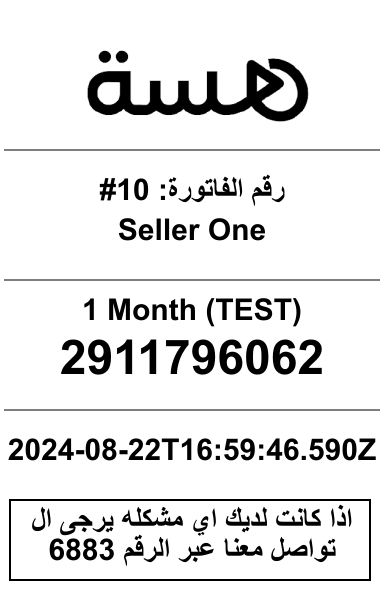 هسة
رقم الفاتورة: 10#
Seller One
1 Month (TEST)
2911796062
2024-08-22T16:59:46.590Z
اذا كانت لديك اي مشكله يرجى ال
تواصل معنا عبر الرقم 6883